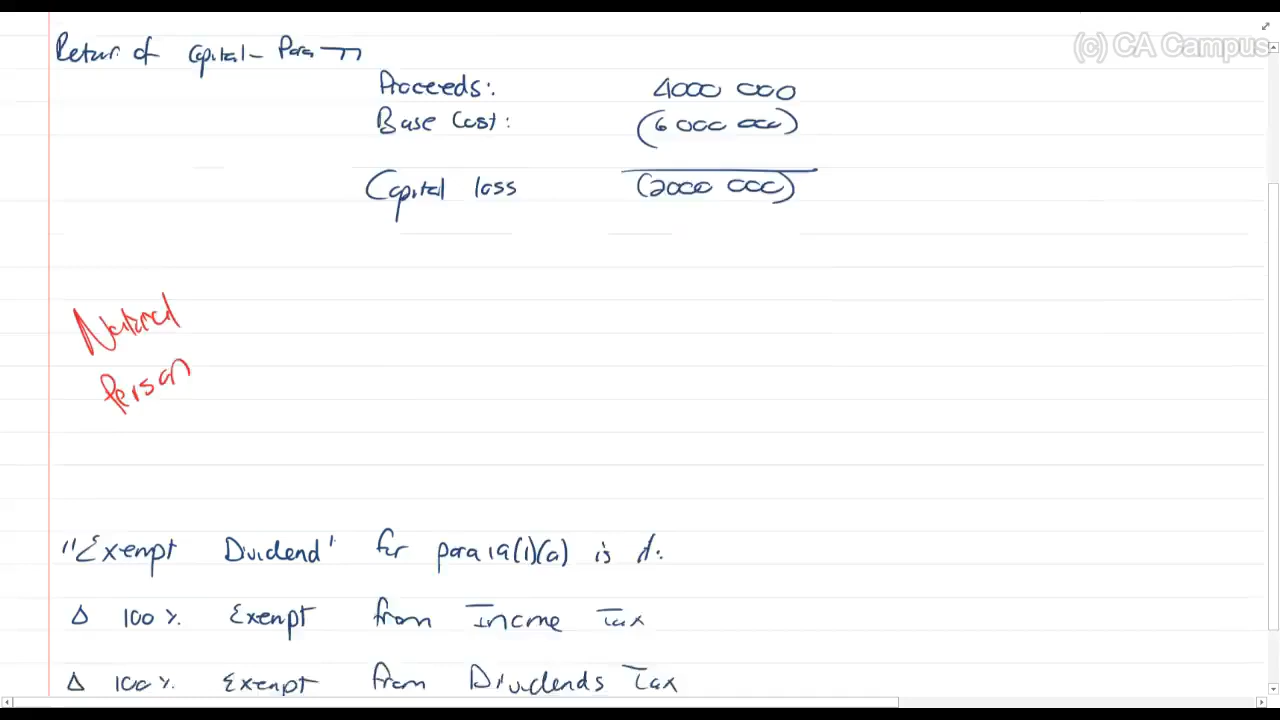 (c) CA Campus
Return of Capital - Para 77
Proceeds: 4000 000
Base Cost: (6 000 000)
Capital loss (2000 000)
Natural
Person
"Exempt Dividend" for para 19(1)(a) is
Δ 100 % Exempt from Income Tax
Δ 100 % Exempt from Dividends Tax